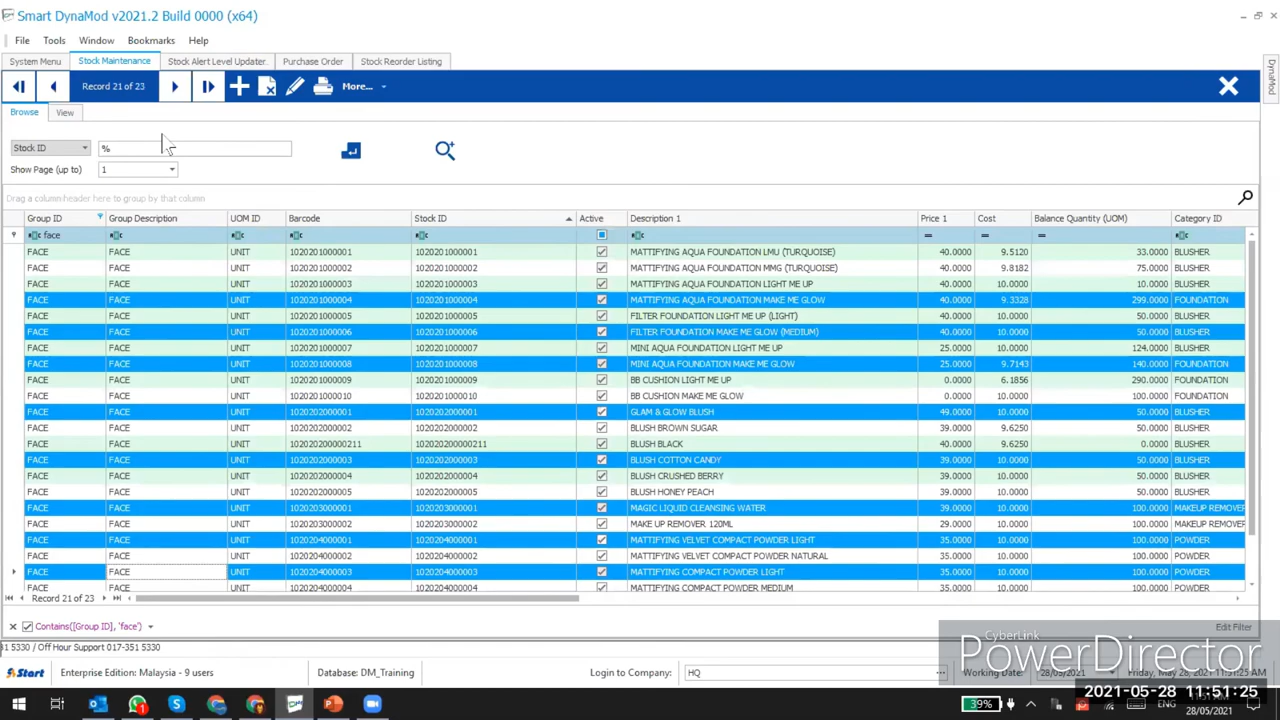 Smart DynaMod v2021.2 Build 0000 (x64)
File Tools Window Bookmarks Help
System Menu Stock Maintenance Stock Alert Level Updater Purchase Order Stock Reorder Listing
Record 21 of 23 More...
DynaMod
Browse View
Stock ID %
Show Page (up to) 1
Drag a column header here to group by that column
Group ID Group Description UOM ID Barcode Stock ID Active Description 1 Price 1 Cost Balance Quantity (UOM) Category ID
face = = =
FACE FACE UNIT 1020201000001 1020201000001 MATTIFYING AQUA FOUNDATION LMU (TURQUOISE) 40.0000 9.5120 33.0000 BLUSHER
FACE FACE UNIT 1020201000002 1020201000002 MATTIFYING AQUA FOUNDATION MMG (TURQUOISE) 40.0000 9.8182 75.0000 BLUSHER
FACE FACE UNIT 1020201000003 1020201000003 MATTIFYING AQUA FOUNDATION LIGHT ME UP 40.0000 10.0000 10.0000 BLUSHER
FACE FACE UNIT 1020201000004 1020201000004 MATTIFYING AQUA FOUNDATION MAKE ME GLOW 40.0000 9.3328 299.0000 FOUNDATION
FACE FACE UNIT 1020201000005 1020201000005 FILTER FOUNDATION LIGHT ME UP (LIGHT) 40.0000 10.0000 50.0000 BLUSHER
FACE FACE UNIT 1020201000006 1020201000006 FILTER FOUNDATION MAKE ME GLOW (MEDIUM) 40.0000 10.0000 50.0000 BLUSHER
FACE FACE UNIT 1020201000007 1020201000007 MINI AQUA FOUNDATION LIGHT ME UP 25.0000 10.0000 124.0000 BLUSHER
FACE FACE UNIT 1020201000008 1020201000008 MINI AQUA FOUNDATION MAKE ME GLOW 25.0000 9.7143 140.0000 FOUNDATION
FACE FACE UNIT 1020201000009 1020201000009 BB CUSHION LIGHT ME UP 0.0000 6.1856 290.0000 FOUNDATION
FACE FACE UNIT 1020201000010 1020201000010 BB CUSHION MAKE ME GLOW 0.0000 10.0000 100.0000 FOUNDATION
FACE FACE UNIT 1020202000001 1020202000001 GLAM & GLOW BLUSH 49.0000 10.0000 50.0000 BLUSHER
FACE FACE UNIT 1020202000002 1020202000002 BLUSH BROWN SUGAR 39.0000 9.6250 50.0000 BLUSHER
FACE FACE UNIT 102020200000211 102020200000211 BLUSH BLACK 40.0000 9.6250 0.0000 BLUSHER
FACE FACE UNIT 1020202000003 1020202000003 BLUSH COTTON CANDY 39.0000 10.0000 50.0000 BLUSHER
FACE FACE UNIT 1020202000004 1020202000004 BLUSH CRUSHED BERRY 39.0000 10.0000 50.0000 BLUSHER
FACE FACE UNIT 1020202000005 1020202000005 BLUSH HONEY PEACH 39.0000 10.0000 50.0000 BLUSHER
FACE FACE UNIT 1020203000001 1020203000001 MAGIC LIQUID CLEANSING WATER 39.0000 10.0000 100.0000 MAKEUP REMOVER
FACE FACE UNIT 1020203000002 1020203000002 MAKE UP REMOVER 120ML 29.0000 10.0000 100.0000 MAKEUP REMOVER
FACE FACE UNIT 1020204000001 1020204000001 MATTIFYING VELVET COMPACT POWDER LIGHT 35.0000 10.0000 100.0000 POWDER
FACE FACE UNIT 1020204000002 1020204000002 MATTIFYING VELVET COMPACT POWDER NATURAL 35.0000 10.0000 100.0000 POWDER
FACE FACE UNIT 1020204000003 1020204000003 MATTIFYING COMPACT POWDER LIGHT 35.0000 10.0000 100.0000 POWDER
FACE FACE UNIT 1020204000004 1020204000004 MATTIFYING COMPACT POWDER MEDIUM 35.0000 10.0000 100.0000 POWDER
Record 21 of 23
Contains([Group ID], 'face') Edit Filter
31 5330 / Off Hour Support 017-351 5330
CyberLink
PowerDirector
Start Enterprise Edition: Malaysia - 9 users Database: DM_Training Login to Company: HQ Working Date: 28/05/2021 Friday, May 28, 2021 11:51:25 AM
2021-05-28 11:51:25
39% ENG 28/05/2021